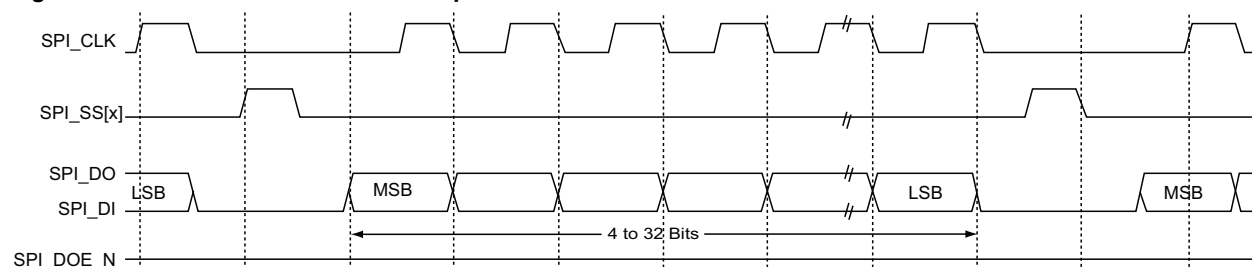 SPI_CLK
SPI_SS[x]
SPI_DO
LSB
MSB
LSB
MSB
SPI_DI
4 to 32 Bits
SPI_DOE_N